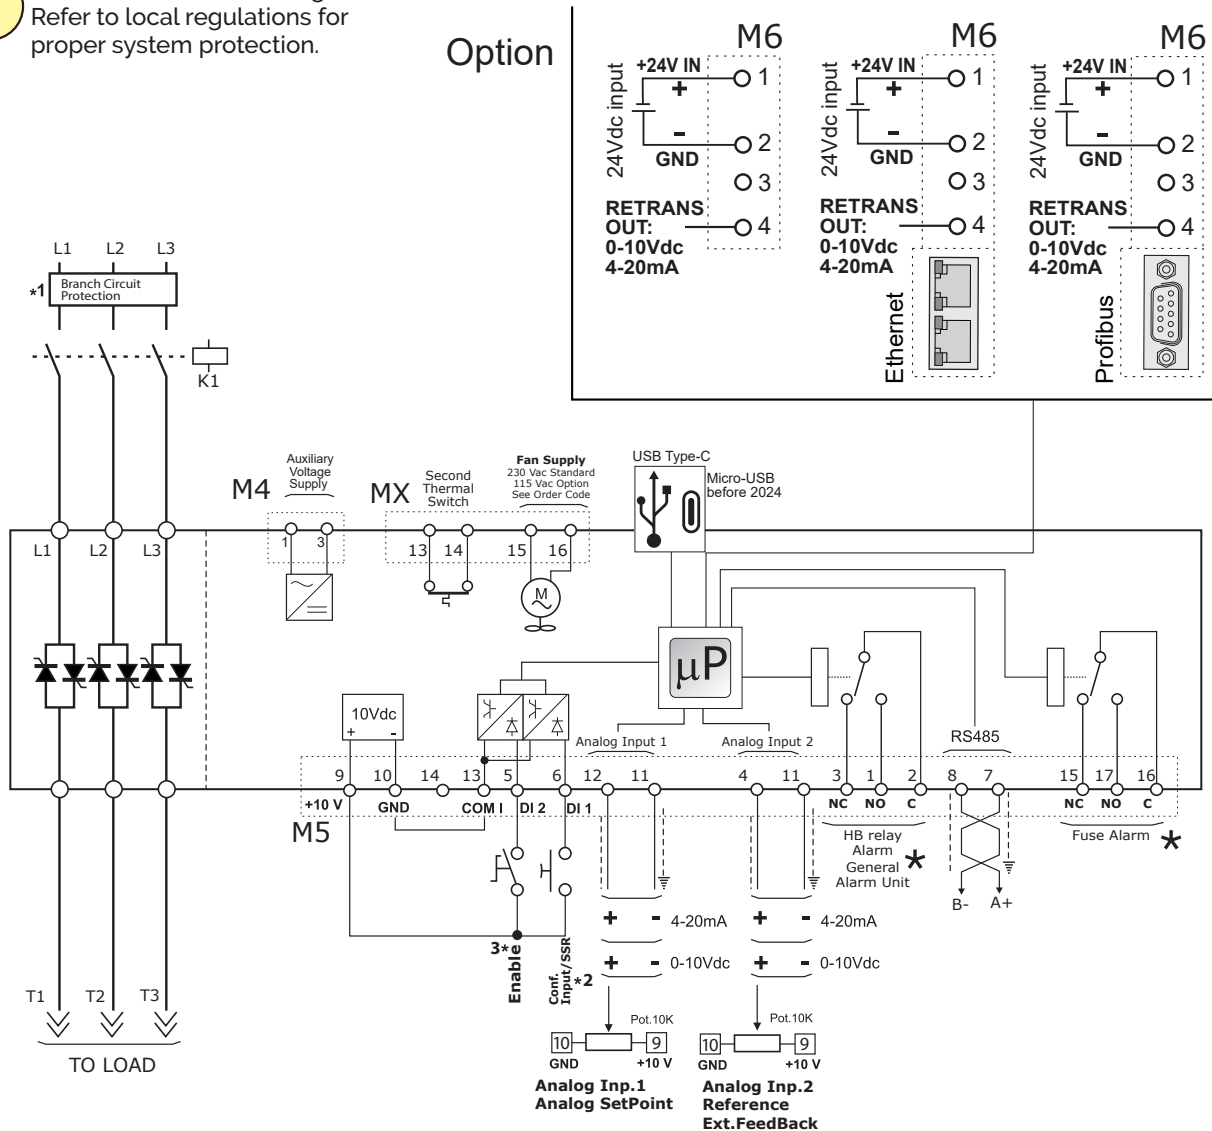 Refer to local regulations for
proper system protection.
Option
M6
+24V IN
+
1
24Vdc input
-
2
GND
3
RETRANS
OUT:
4
0-10Vdc
4-20mA
M6
+24V IN
+
1
24Vdc input
-
2
GND
3
RETRANS
OUT:
4
0-10Vdc
4-20mA
Ethernet
M6
+24V IN
+
1
24Vdc input
-
2
GND
3
RETRANS
OUT:
4
0-10Vdc
4-20mA
Profibus
L1 L2 L3
*1
Branch Circuit
Protection
K1
M4
Auxiliary
Voltage
Supply
1 3
MX
Second
Thermal
Switch
Fan Supply
230 Vac Standard
115 Vac Option
See Order Code
13 14 15 16
M
USB Type-C
Micro-USB
before 2024
L1 L2 L3
µP
10Vdc
+ -
Analog Input 1
Analog Input 2
RS485
9 10 14 13 5 6 12 11 4 11 3 1 2 8 7 15 17 16
+10 V GND COM I DI 2 DI 1
NC NO C
NC NO C
M5
HB relay
Alarm
General
Alarm Unit
*
Fuse Alarm *
B- A+
+ - 4-20mA
+ - 0-10Vdc
+ - 4-20mA
+ - 0-10Vdc
3*
Enable
Conf.
Input/SSR
*2
Pot.10K
10 9
GND +10 V
Analog Inp.1
Analog SetPoint
Pot.10K
10 9
GND +10 V
Analog Inp.2
Reference
Ext.FeedBack
T1 T2 T3
TO LOAD